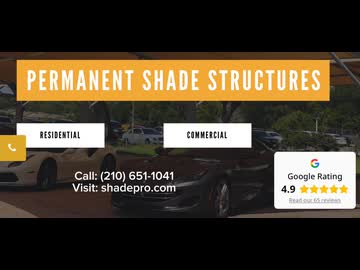 PERMANENT SHADE STRUCTURES
RESIDENTIAL
COMMERCIAL
Call: (210) 651-1041
Visit: shadepro.com
Google Rating
4.9
Read our 65 reviews